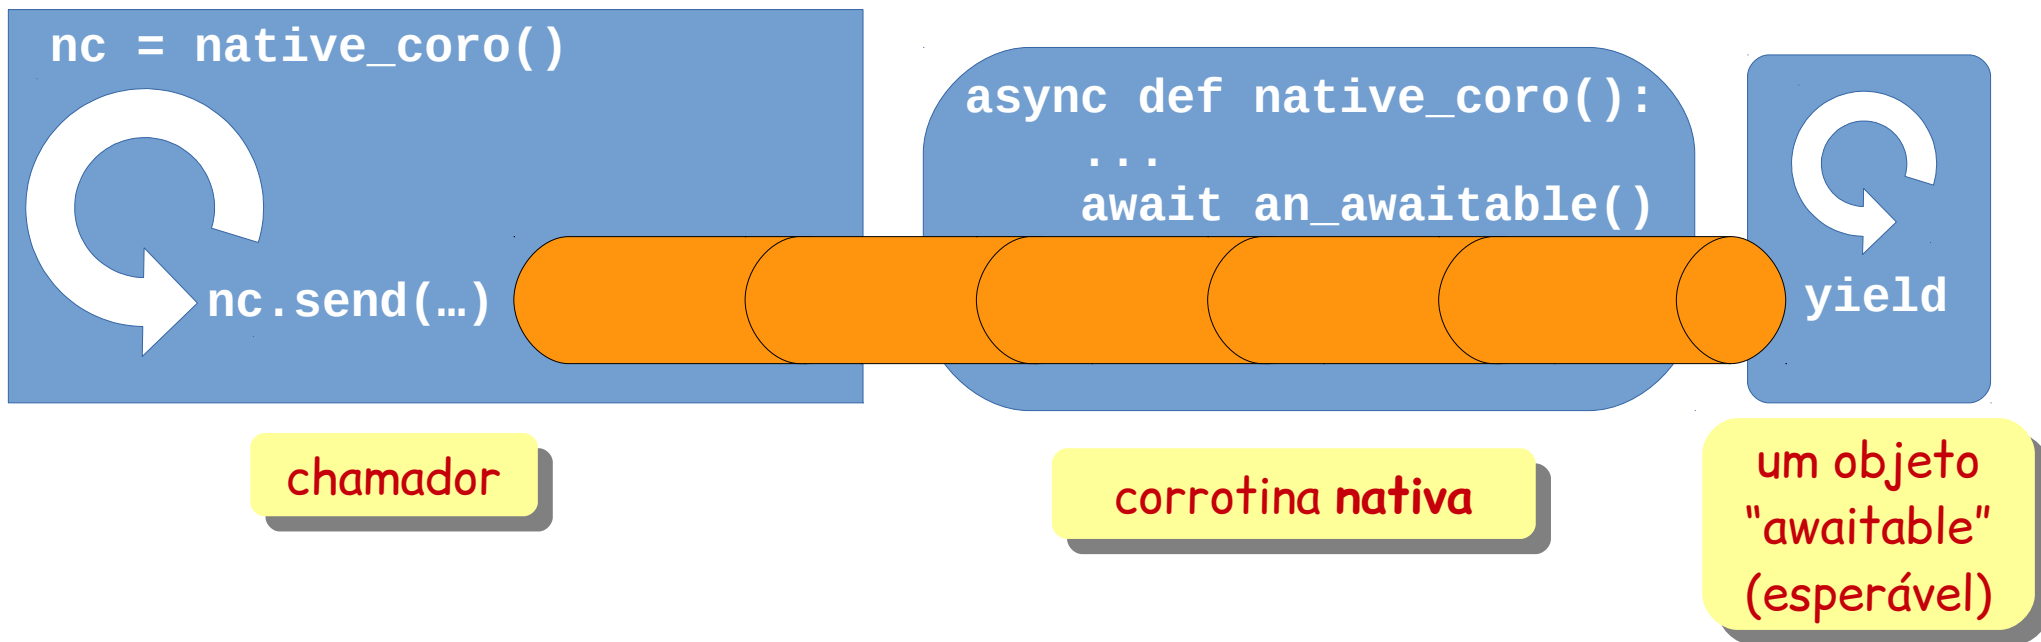 nc = native_coro()
nc.send(…)
async def native_coro():
...
await an_awaitable()
yield
chamador
corrotina nativa
um objeto
“awaitable”
(esperável)